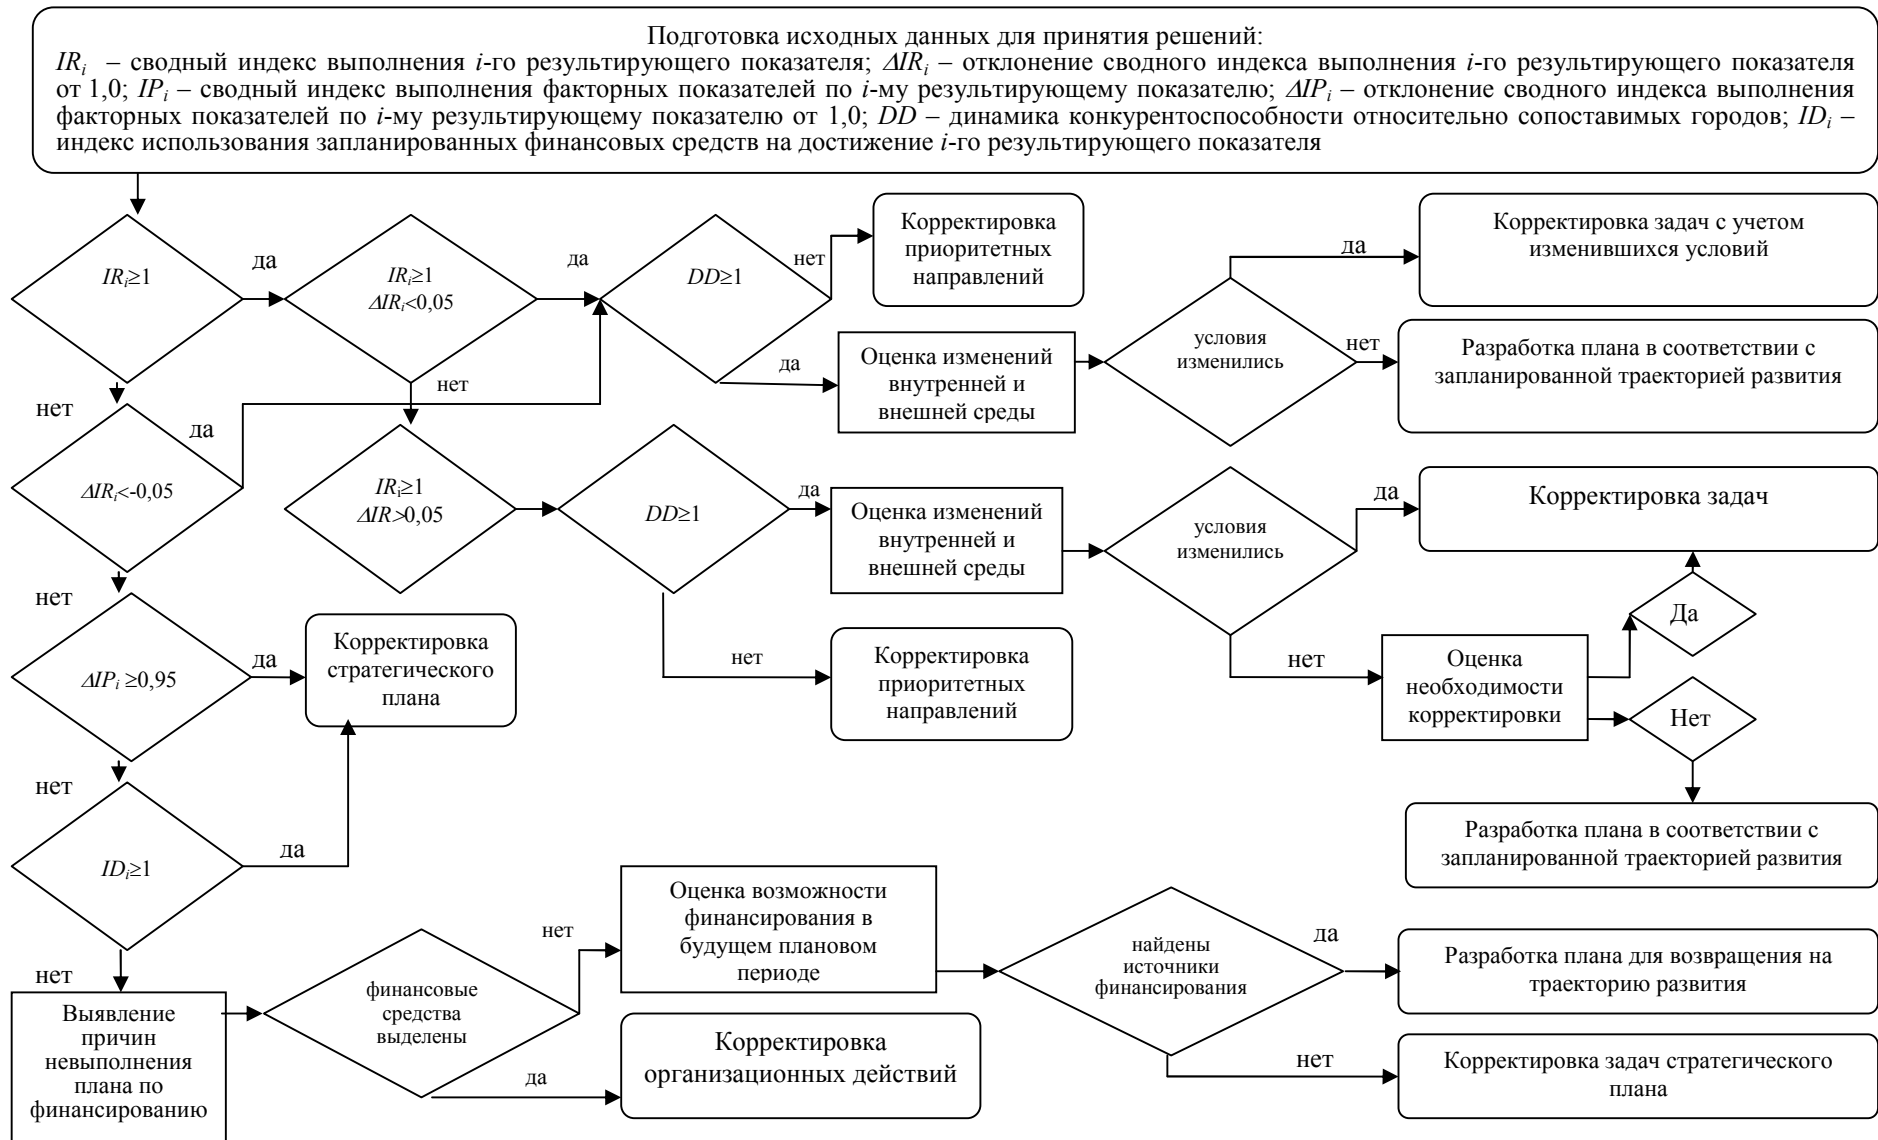 Подготовка исходных данных для принятия решений:
IRi – сводный индекс выполнения i-го результирующего показателя; ΔIRi – отклонение сводного индекса выполнения i-го результирующего показателя
от 1,0; IPi – сводный индекс выполнения факторных показателей по i-му результирующему показателю; ΔIPi – отклонение сводного индекса выполнения
факторных показателей по i-му результирующему показателю от 1,0; DD – динамика конкурентоспособности относительно сопоставимых городов; IDi –
индекс использования запланированных финансовых средств на достижение i-го результирующего показателя
IRi≥1
да
IRi≥1
ΔIRi<0,05
да
DD≥1
нет
Корректировка
приоритетных
направлений
да
Оценка изменений
внутренней и
внешней среды
условия
изменились
да
Корректировка задач с учетом
изменившихся условий
нет
Разработка плана в соответствии с
запланированной траекторией развития
нет
нет
да
ΔIRi<-0,05
IRi≥1
ΔIR>0,05
DD≥1
да
Оценка изменений
внутренней и
внешней среды
условия
изменились
да
Корректировка задач
Да
нет
нет
Оценка
необходимости
корректировки
Нет
нет
Корректировка
приоритетных
направлений
ΔIPi ≥0,95
да
Корректировка
стратегического
плана
Разработка плана в соответствии с
запланированной траекторией развития
нет
IDi≥1
да
нет
Выявление
причин
невыполнения
плана по
финансированию
финансовые
средства
выделены
нет
Оценка возможности
финансирования в
будущем плановом
периоде
найдены
источники
финансирования
да
Разработка плана для возвращения на
траекторию развития
да
Корректировка
организационных действий
нет
Корректировка задач стратегического
плана